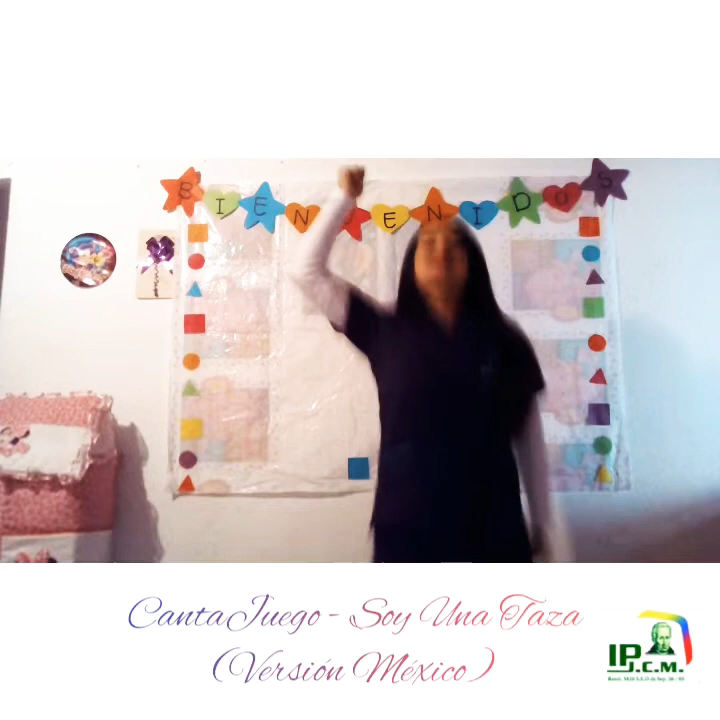 BIENVENIDOS
CantaJuego - Soy Una Taza
(Versión México)
IP
J.C.M.